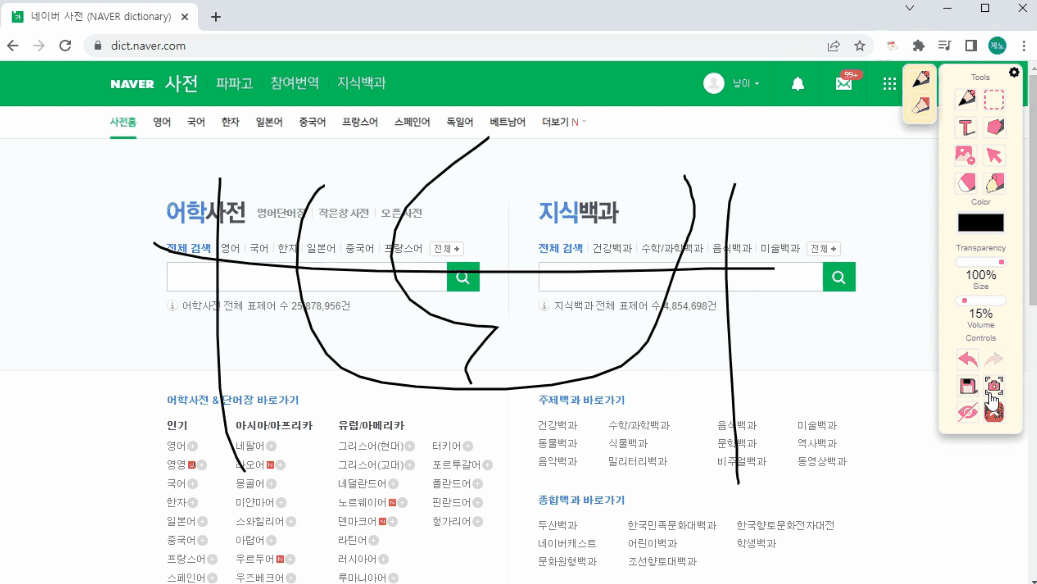 네이버 사전 (NAVER dictionary)
dict.naver.com
NAVER 사전 파파고 참여번역 지식백과
낳이
99+
사전홈 영어 국어 한자 일본어 중국어 프랑스어 스페인어 독일어 베트남어 더보기 N
어학사전 영어단어장 작은창 사전 오픈사전
전체 검색 영어 국어 한자 일본어 중국어 프랑스어 전체 +
어학사전 전체 표제어 수 25,878,956건
지식백과
전체 검색 건강백과 수학/과학백과 음식백과 미술백과 전체 +
지식백과 전체 표제어 수 4,854,698건
어학사전 & 단어장 바로가기
인기 아시아/아프리카 유럽/아메리카
영어 네팔어 그리스어(현대) 터키어
영영 라오어 N 그리스어(고대) 포르투갈어
국어 몽골어 네덜란드어 폴란드어
한자 미얀마어 노르웨이어 N 핀란드어
일본어 스와힐리어 덴마크어 N 헝가리어
중국어 아랍어 라틴어
프랑스어 우르두어 N 러시아어
스페인어 우즈베크어 루마니아어
주제백과 바로가기
건강백과 수학/과학백과 음식백과 미술백과
동물백과 식물백과 문학백과 역사백과
음악백과 밀리터리백과 비주얼백과 동영상백과
종합백과 바로가기
두산백과 한국민족문화대백과 한국향토문화전자대전
네이버캐스트 어린이백과 학생백과
문화원형백과 조선향토대백과
Tools
Color
Transparency
100%
Size
15%
Volume
Controls